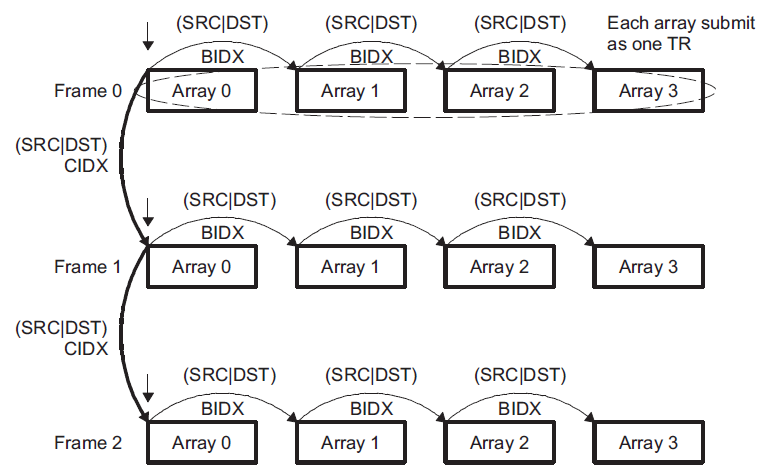 (SRC|DST) (SRC|DST) (SRC|DST) Each array submit
as one TR
BIDX BIDX BIDX
Frame 0 Array 0 Array 1 Array 2 Array 3
(SRC|DST)
CIDX
(SRC|DST) (SRC|DST) (SRC|DST)
BIDX BIDX BIDX
Frame 1 Array 0 Array 1 Array 2 Array 3
(SRC|DST)
CIDX
(SRC|DST) (SRC|DST) (SRC|DST)
BIDX BIDX BIDX
Frame 2 Array 0 Array 1 Array 2 Array 3